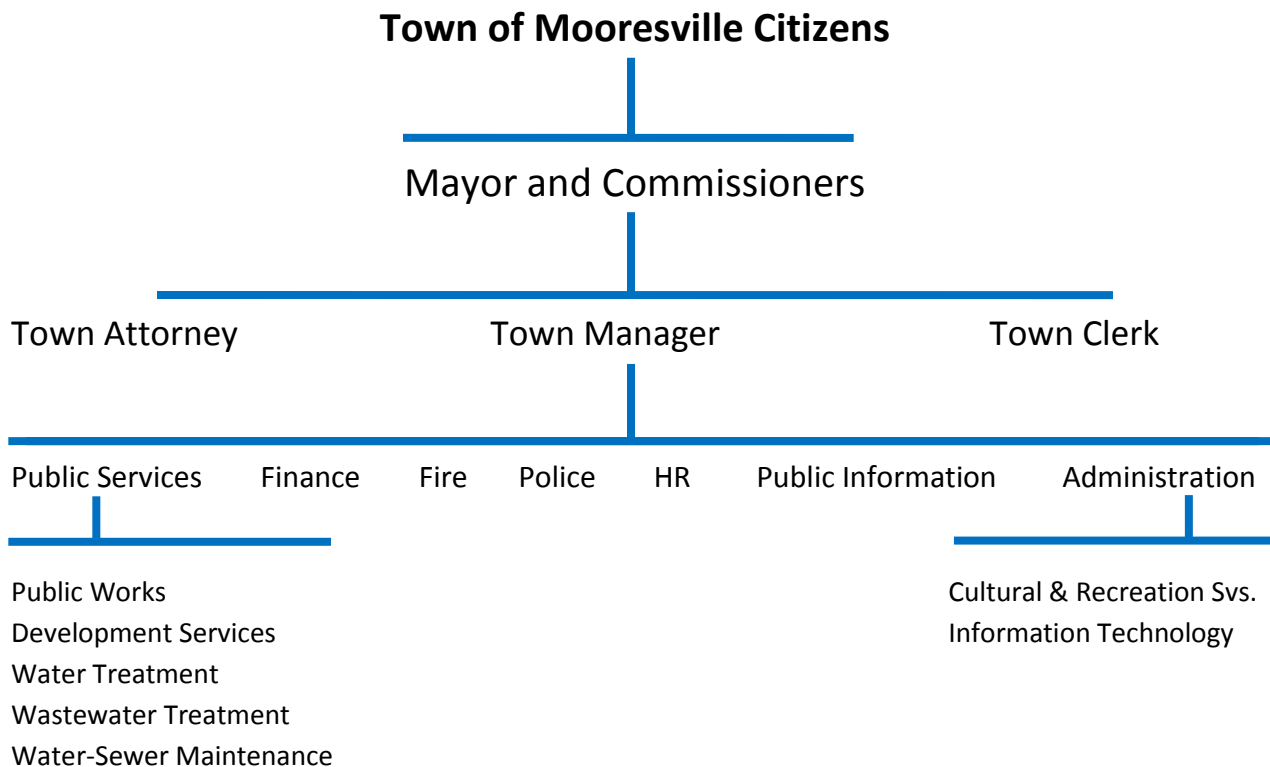 Town of Mooresville Citizens
Mayor and Commissioners
Town Attorney Town Manager Town Clerk
Public Services Finance Fire Police HR Public Information Administration
Public Works
Development Services
Water Treatment
Wastewater Treatment
Water-Sewer Maintenance
Cultural & Recreation Svs.
Information Technology